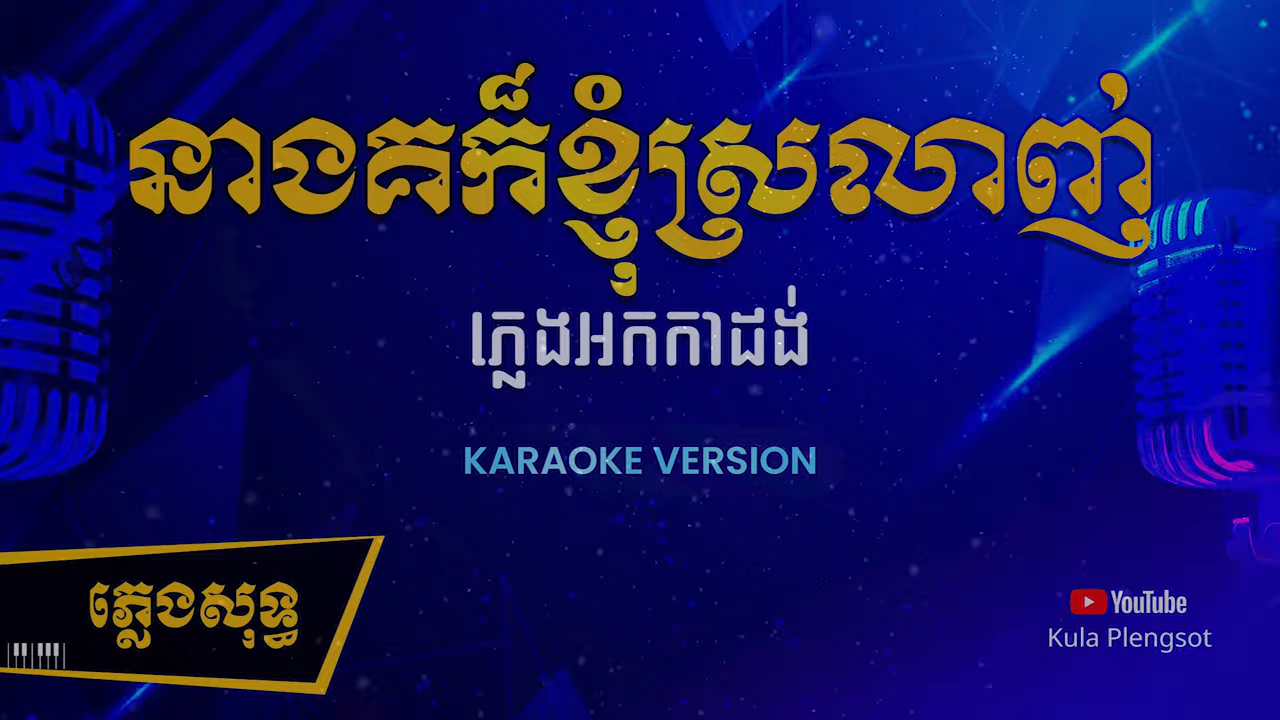 នាងគក៏ខ្ញុំស្រលាញ់
ភ្លេងអកកាដង់
KARAOKE VERSION
ភ្លេងសុទ្ធ
YouTube
Kula Plengsot